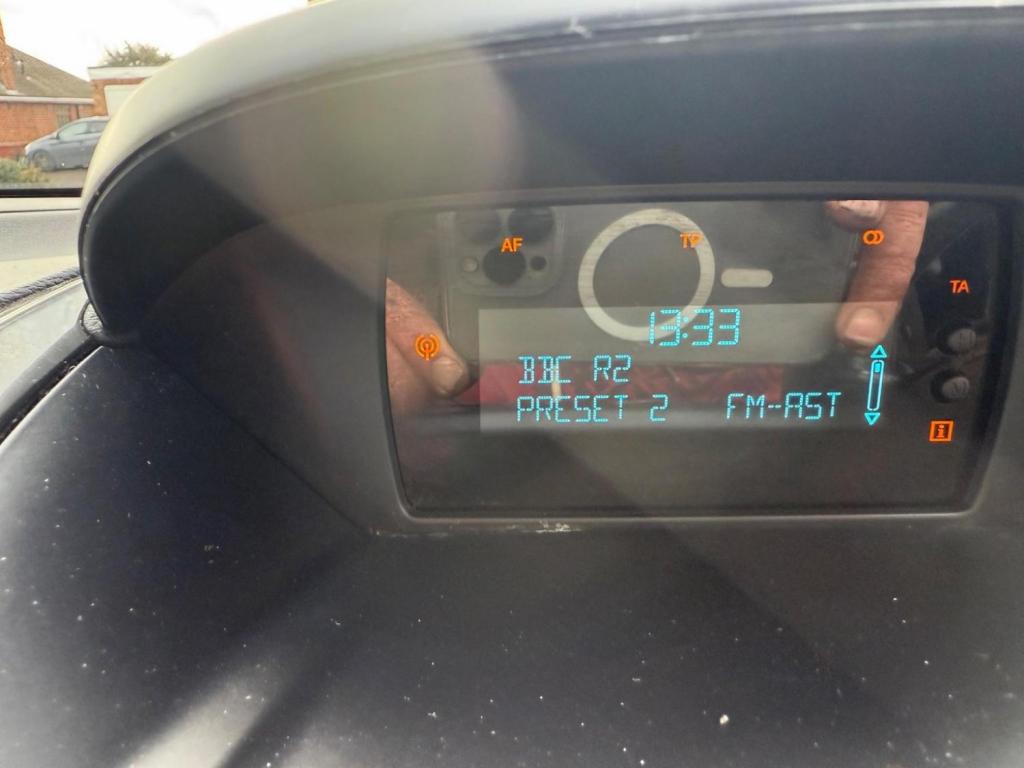 AF TP TA
13:33
BBC R2
PRESET 2 FM-AST
i